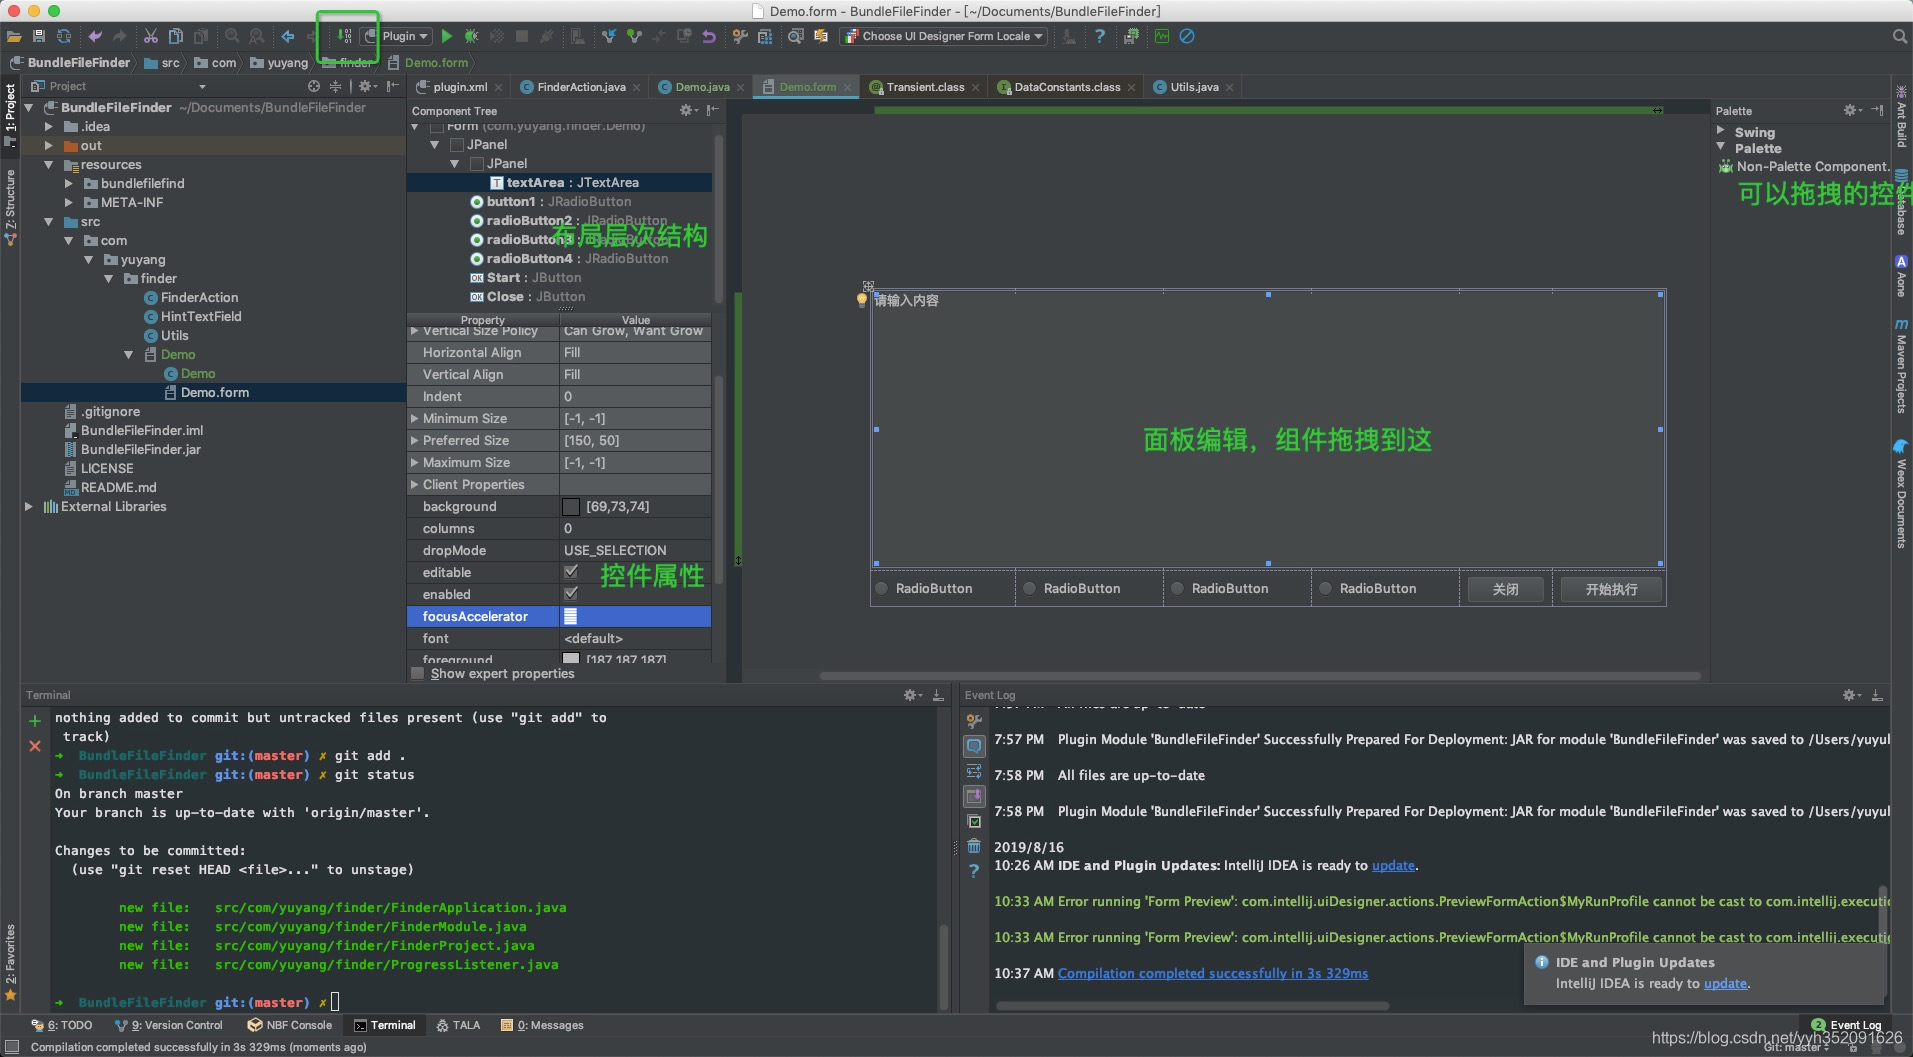 Demo.form - BundleFileFinder - [~/Documents/BundleFileFinder]
Plugin
Choose UI Designer Form Locale
BundleFileFinder
src
com
yuyang
finder
Demo.form
Project
plugin.xml
FinderAction.java
Demo.java
Demo.form
Transient.class
DataConstants.class
Utils.java
1: Project
Z: Structure
2: Favorites
BundleFileFinder ~/Documents/BundleFileFinder
.idea
out
resources
bundlefilefind
META-INF
src
com
yuyang
finder
FinderAction
HintTextField
Utils
Demo
Demo
Demo.form
.gitignore
BundleFileFinder.iml
BundleFileFinder.jar
LICENSE
README.md
External Libraries
Component Tree
Form (com.yuyang.finder.Demo)
JPanel
JPanel
textArea : JTextArea
button1 : JRadioButton
radioButton2 : JRadioButton
radioButton3 : JRadioButton
布局层次结构
radioButton4 : JRadioButton
Start : JButton
Close : JButton
Property Value
Vertical Size Policy Can Grow, Want Grow
Horizontal Align Fill
Vertical Align Fill
Indent 0
Minimum Size [-1, -1]
Preferred Size [150, 50]
Maximum Size [-1, -1]
Client Properties
background [69,73,74]
columns 0
dropMode USE_SELECTION
editable
控件属性
enabled
focusAccelerator
font <default>
foreground [187,187,187]
Show expert properties
请输入内容
面板编辑，组件拖拽到这
RadioButton
RadioButton
RadioButton
RadioButton
关闭
开始执行
Palette
Swing
Palette
Non-Palette Component.
可以拖拽的控件
Ant Build
Database
Aone
Maven Projects
Weex Documents
Terminal
nothing added to commit but untracked files present (use "git add" to
track)
➜ BundleFileFinder git:(master) ✗ git add .
➜ BundleFileFinder git:(master) ✗ git status
On branch master
Your branch is up-to-date with 'origin/master'.
Changes to be committed:
(use "git reset HEAD <file>..." to unstage)
new file: src/com/yuyang/finder/FinderApplication.java
new file: src/com/yuyang/finder/FinderModule.java
new file: src/com/yuyang/finder/FinderProject.java
new file: src/com/yuyang/finder/ProgressListener.java
➜ BundleFileFinder git:(master) ✗
Event Log
7:57 PM All files are up-to-date
7:57 PM Plugin Module 'BundleFileFinder' Successfully Prepared For Deployment: JAR for module 'BundleFileFinder' was saved to /Users/yuyul
7:58 PM All files are up-to-date
7:58 PM Plugin Module 'BundleFileFinder' Successfully Prepared For Deployment: JAR for module 'BundleFileFinder' was saved to /Users/yuyul
2019/8/16
10:26 AM IDE and Plugin Updates: IntelliJ IDEA is ready to update.
10:33 AM Error running 'Form Preview': com.intellij.uiDesigner.actions.PreviewFormAction$MyRunProfile cannot be cast to com.intellij.executio
10:33 AM Error running 'Form Preview': com.intellij.uiDesigner.actions.PreviewFormAction$MyRunProfile cannot be cast to com.intellij.executio
10:37 AM Compilation completed successfully in 3s 329ms
IDE and Plugin Updates
IntelliJ IDEA is ready to update.
6: TODO
9: Version Control
NBF Console
Terminal
TALA
0: Messages
2 Event Log
Compilation completed successfully in 3s 329ms (moments ago)
Git: master
https://blog.csdn.net/yyh352091626